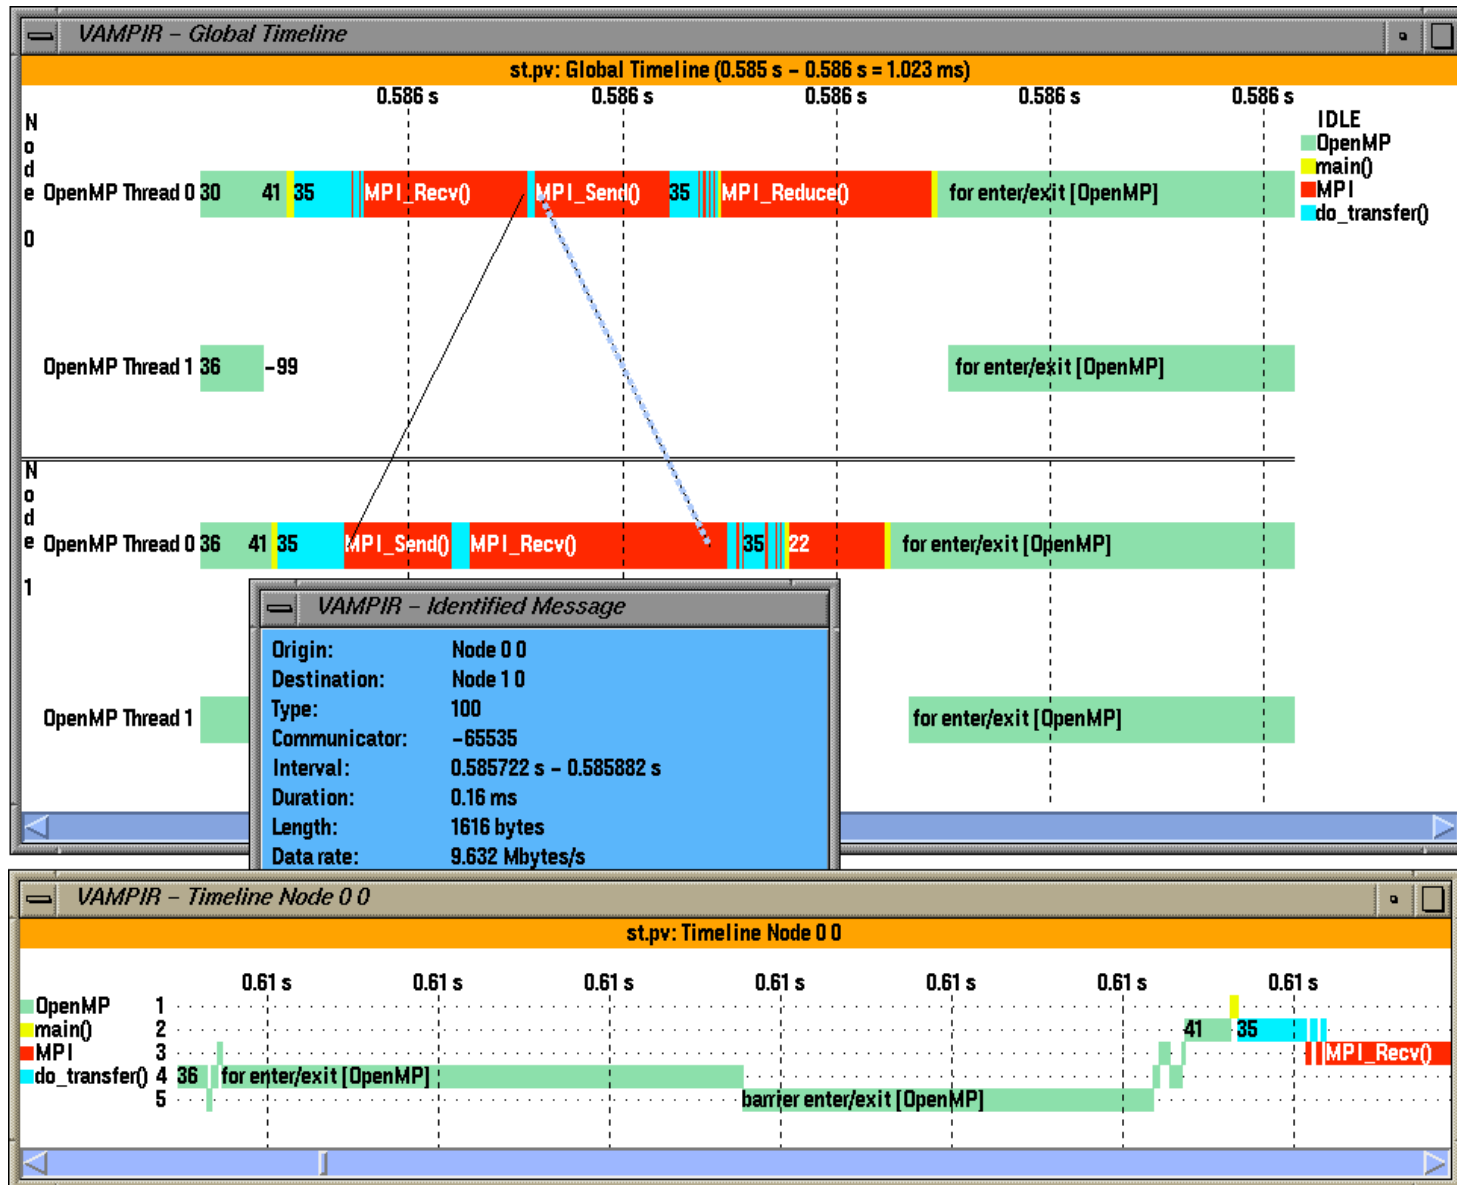 VAMPIR – Global Timeline
st.pv: Global Timeline (0.585 s – 0.586 s = 1.023 ms)
0.586 s 0.586 s 0.586 s 0.586 s 0.586 s
IDLE
OpenMP
main()
MPI
do_transfer()
Node 0
OpenMP Thread 0 30 41 35 MPI_Recv() MPI_Send() 35 MPI_Reduce() for enter/exit [OpenMP]
OpenMP Thread 1 36 –99 for enter/exit [OpenMP]
Node 1
OpenMP Thread 0 36 41 35 MPI_Send() MPI_Recv() 35 22 for enter/exit [OpenMP]
OpenMP Thread 1 for enter/exit [OpenMP]
VAMPIR – Identified Message
Origin: Node 0 0
Destination: Node 1 0
Type: 100
Communicator: –65535
Interval: 0.585722 s – 0.585882 s
Duration: 0.16 ms
Length: 1616 bytes
Data rate: 9.632 Mbytes/s
VAMPIR – Timeline Node 0 0
st.pv: Timeline Node 0 0
0.61 s 0.61 s 0.61 s 0.61 s 0.61 s 0.61 s 0.61 s
OpenMP 1
main() 2 41 35
MPI 3 MPI_Recv()
do_transfer() 4 36 for enter/exit [OpenMP]
5 barrier enter/exit [OpenMP]